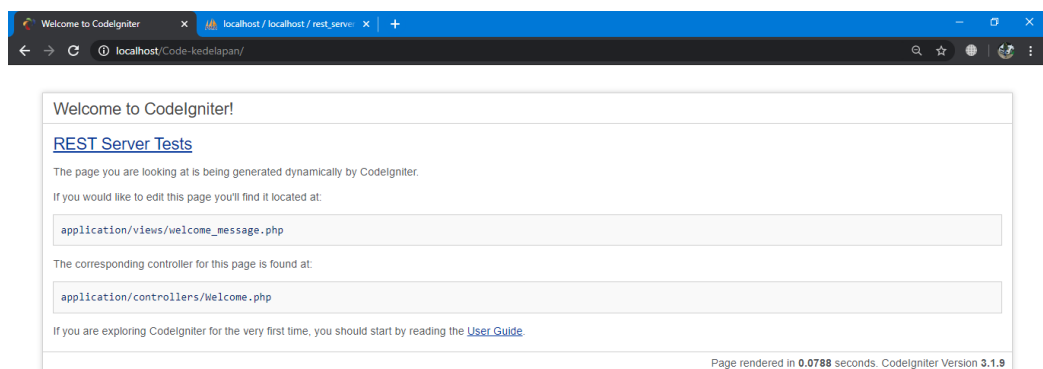 Welcome to CodeIgniter
localhost / localhost / rest_server
localhost/Code-kedelapan/
Welcome to CodeIgniter!
REST Server Tests
The page you are looking at is being generated dynamically by CodeIgniter.
If you would like to edit this page you'll find it located at:
application/views/welcome_message.php
The corresponding controller for this page is found at:
application/controllers/Welcome.php
If you are exploring CodeIgniter for the very first time, you should start by reading the User Guide.
Page rendered in 0.0788 seconds. CodeIgniter Version 3.1.9